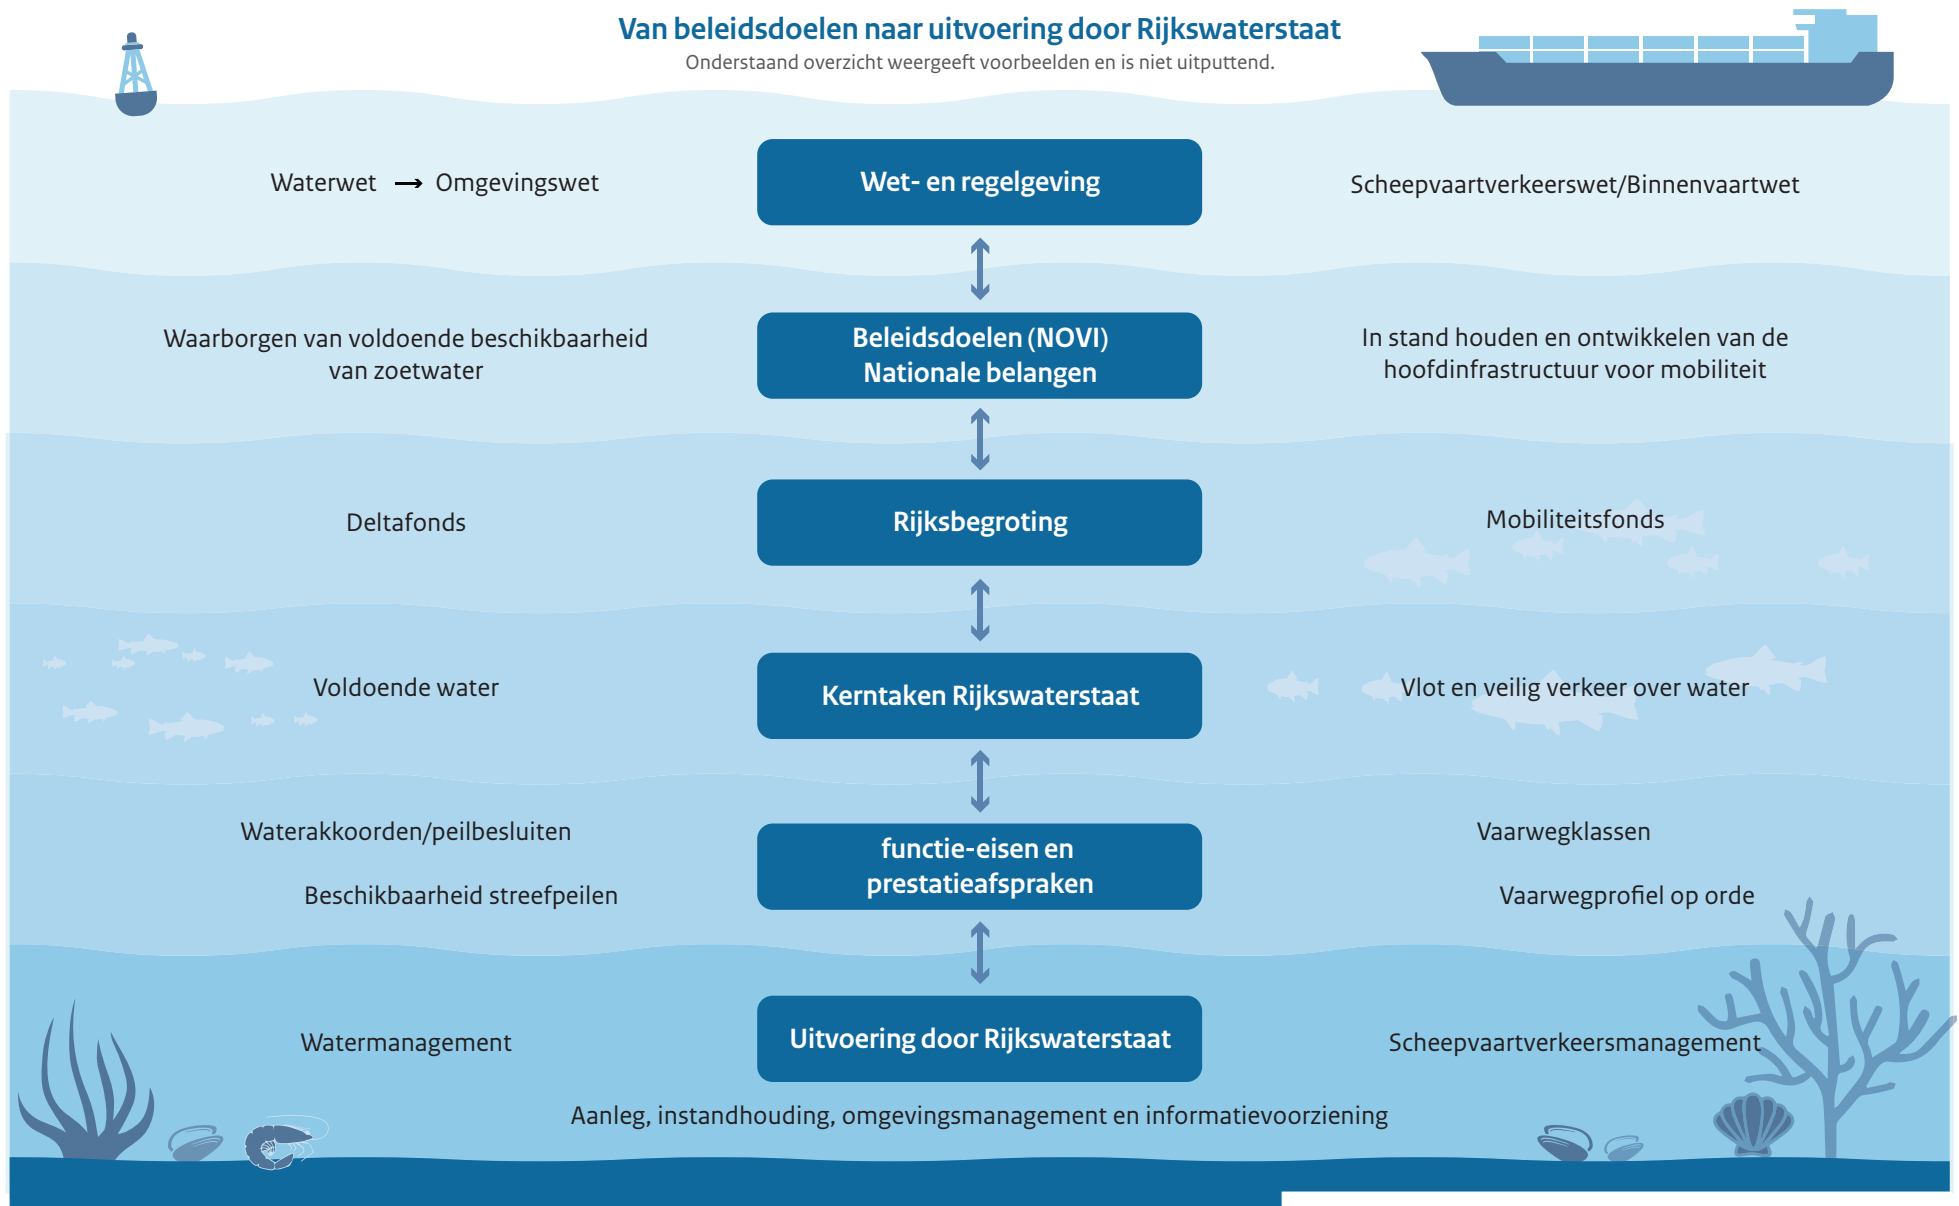 Van beleidsdoelen naar uitvoering door Rijkswaterstaat
Onderstaand overzicht weergeeft voorbeelden en is niet uitputtend.
Waterwet → Omgevingswet
Wet- en regelgeving
Scheepvaartverkeerswet/Binnenvaartwet
Waarborgen van voldoende beschikbaarheid
van zoetwater
Beleidsdoelen (NOVI)
Nationale belangen
In stand houden en ontwikkelen van de
hoofdinfrastructuur voor mobiliteit
Deltafonds
Rijksbegroting
Mobiliteitsfonds
Voldoende water
Kerntaken Rijkswaterstaat
Vlot en veilig verkeer over water
Waterakkoorden/peilbesluiten
Beschikbaarheid streefpeilen
functie-eisen en
prestatieafspraken
Vaarwegklassen
Vaarwegprofiel op orde
Watermanagement
Uitvoering door Rijkswaterstaat
Scheepvaartverkeersmanagement
Aanleg, instandhouding, omgevingsmanagement en informatievoorziening